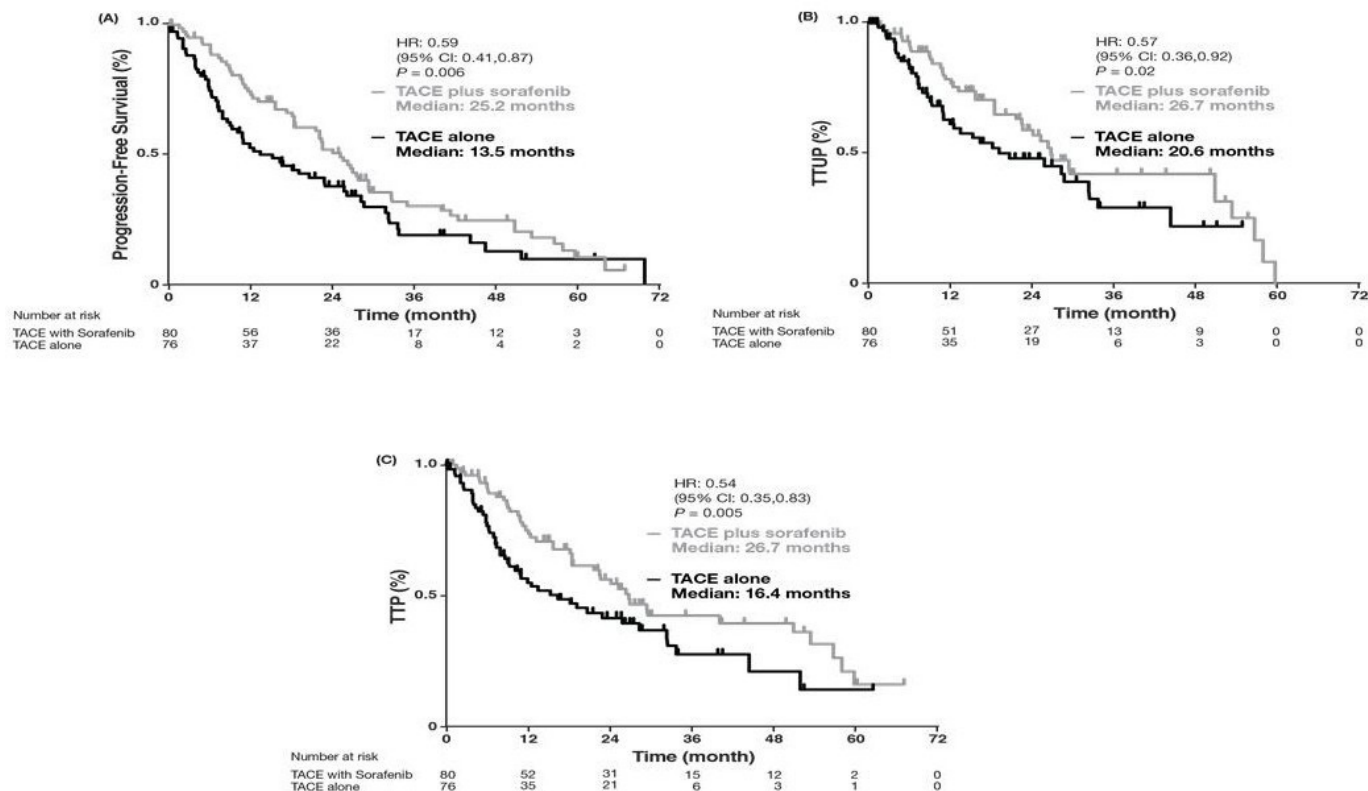 (A)
1.0
0.5
0
Progression-Free Survival (%)
HR: 0.59
(95% CI: 0.41,0.87)
P = 0.006
TACE plus sorafenib
Median: 25.2 months
TACE alone
Median: 13.5 months
0 12 24 36 48 60 72
Time (month)
Number at risk
TACE with Sorafenib 80 56 36 17 12 3 0
TACE alone 76 37 22 8 4 2 0
(B)
1.0
0.5
0
TTUP (%)
HR: 0.57
(95% CI: 0.36,0.92)
P = 0.02
TACE plus sorafenib
Median: 26.7 months
TACE alone
Median: 20.6 months
0 12 24 36 48 60 72
Time (month)
Number at risk
TACE with Sorafenib 80 51 27 13 9 0 0
TACE alone 76 35 19 6 3 0 0
(C)
1.0
0.5
0
TTP (%)
HR: 0.54
(95% CI: 0.35,0.83)
P = 0.005
TACE plus sorafenib
Median: 26.7 months
TACE alone
Median: 16.4 months
0 12 24 36 48 60 72
Time (month)
Number at risk
TACE with Sorafenib 80 52 31 15 12 2 0
TACE alone 76 35 21 6 3 1 0